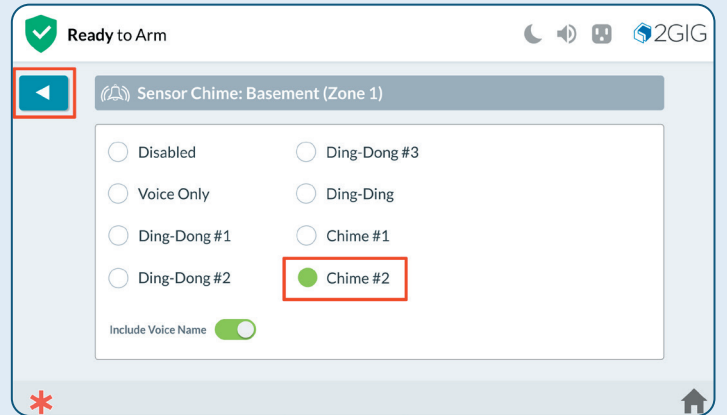 Ready to Arm
2GIG
Sensor Chime: Basement (Zone 1)
Disabled
Voice Only
Ding-Dong #1
Ding-Dong #2
Ding-Dong #3
Ding-Ding
Chime #1
Chime #2
Include Voice Name